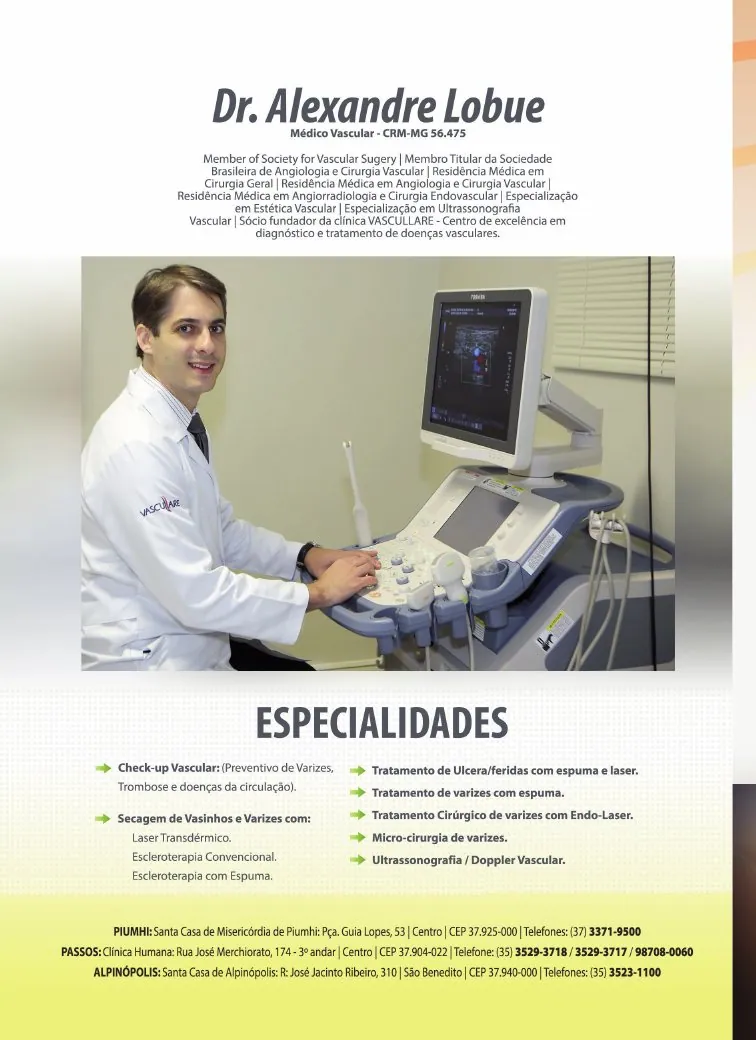 Dr. Alexandre Lobue
Médico Vascular - CRM-MG 56.475
Member of Society for Vascular Sugery | Membro Titular da Sociedade
Brasileira de Angiologia e Cirurgia Vascular | Residência Médica em
Cirurgia Geral | Residência Médica em Angiologia e Cirurgia Vascular |
Residência Médica em Angiorradiologia e Cirurgia Endovascular | Especialização
em Estética Vascular | Especialização em Ultrassonografia
Vascular | Sócio fundador da clínica VASCULLARE - Centro de excelência em
diagnóstico e tratamento de doenças vasculares.
TOSHIBA
VASCULLARE
ESPECIALIDADES
Check-up Vascular: (Preventivo de Varizes,
Trombose e doenças da circulação).
Secagem de Vasinhos e Varizes com:
Laser Transdérmico.
Escleroterapia Convencional.
Escleroterapia com Espuma.
Tratamento de Ulcera/feridas com espuma e laser.
Tratamento de varizes com espuma.
Tratamento Cirúrgico de varizes com Endo-Laser.
Micro-cirurgia de varizes.
Ultrassonografia / Doppler Vascular.
PIUMHI: Santa Casa de Misericórdia de Piumhi: Pça. Guia Lopes, 53 | Centro | CEP 37.925-000 | Telefones: (37) 3371-9500
PASSOS: Clínica Humana: Rua José Merchiorato, 174 - 3º andar | Centro | CEP 37.904-022 | Telefone: (35) 3529-3718 / 3529-3717 / 98708-0060
ALPINÓPOLIS: Santa Casa de Alpinópolis: R: José Jacinto Ribeiro, 310 | São Benedito | CEP 37.940-000 | Telefones: (35) 3523-1100